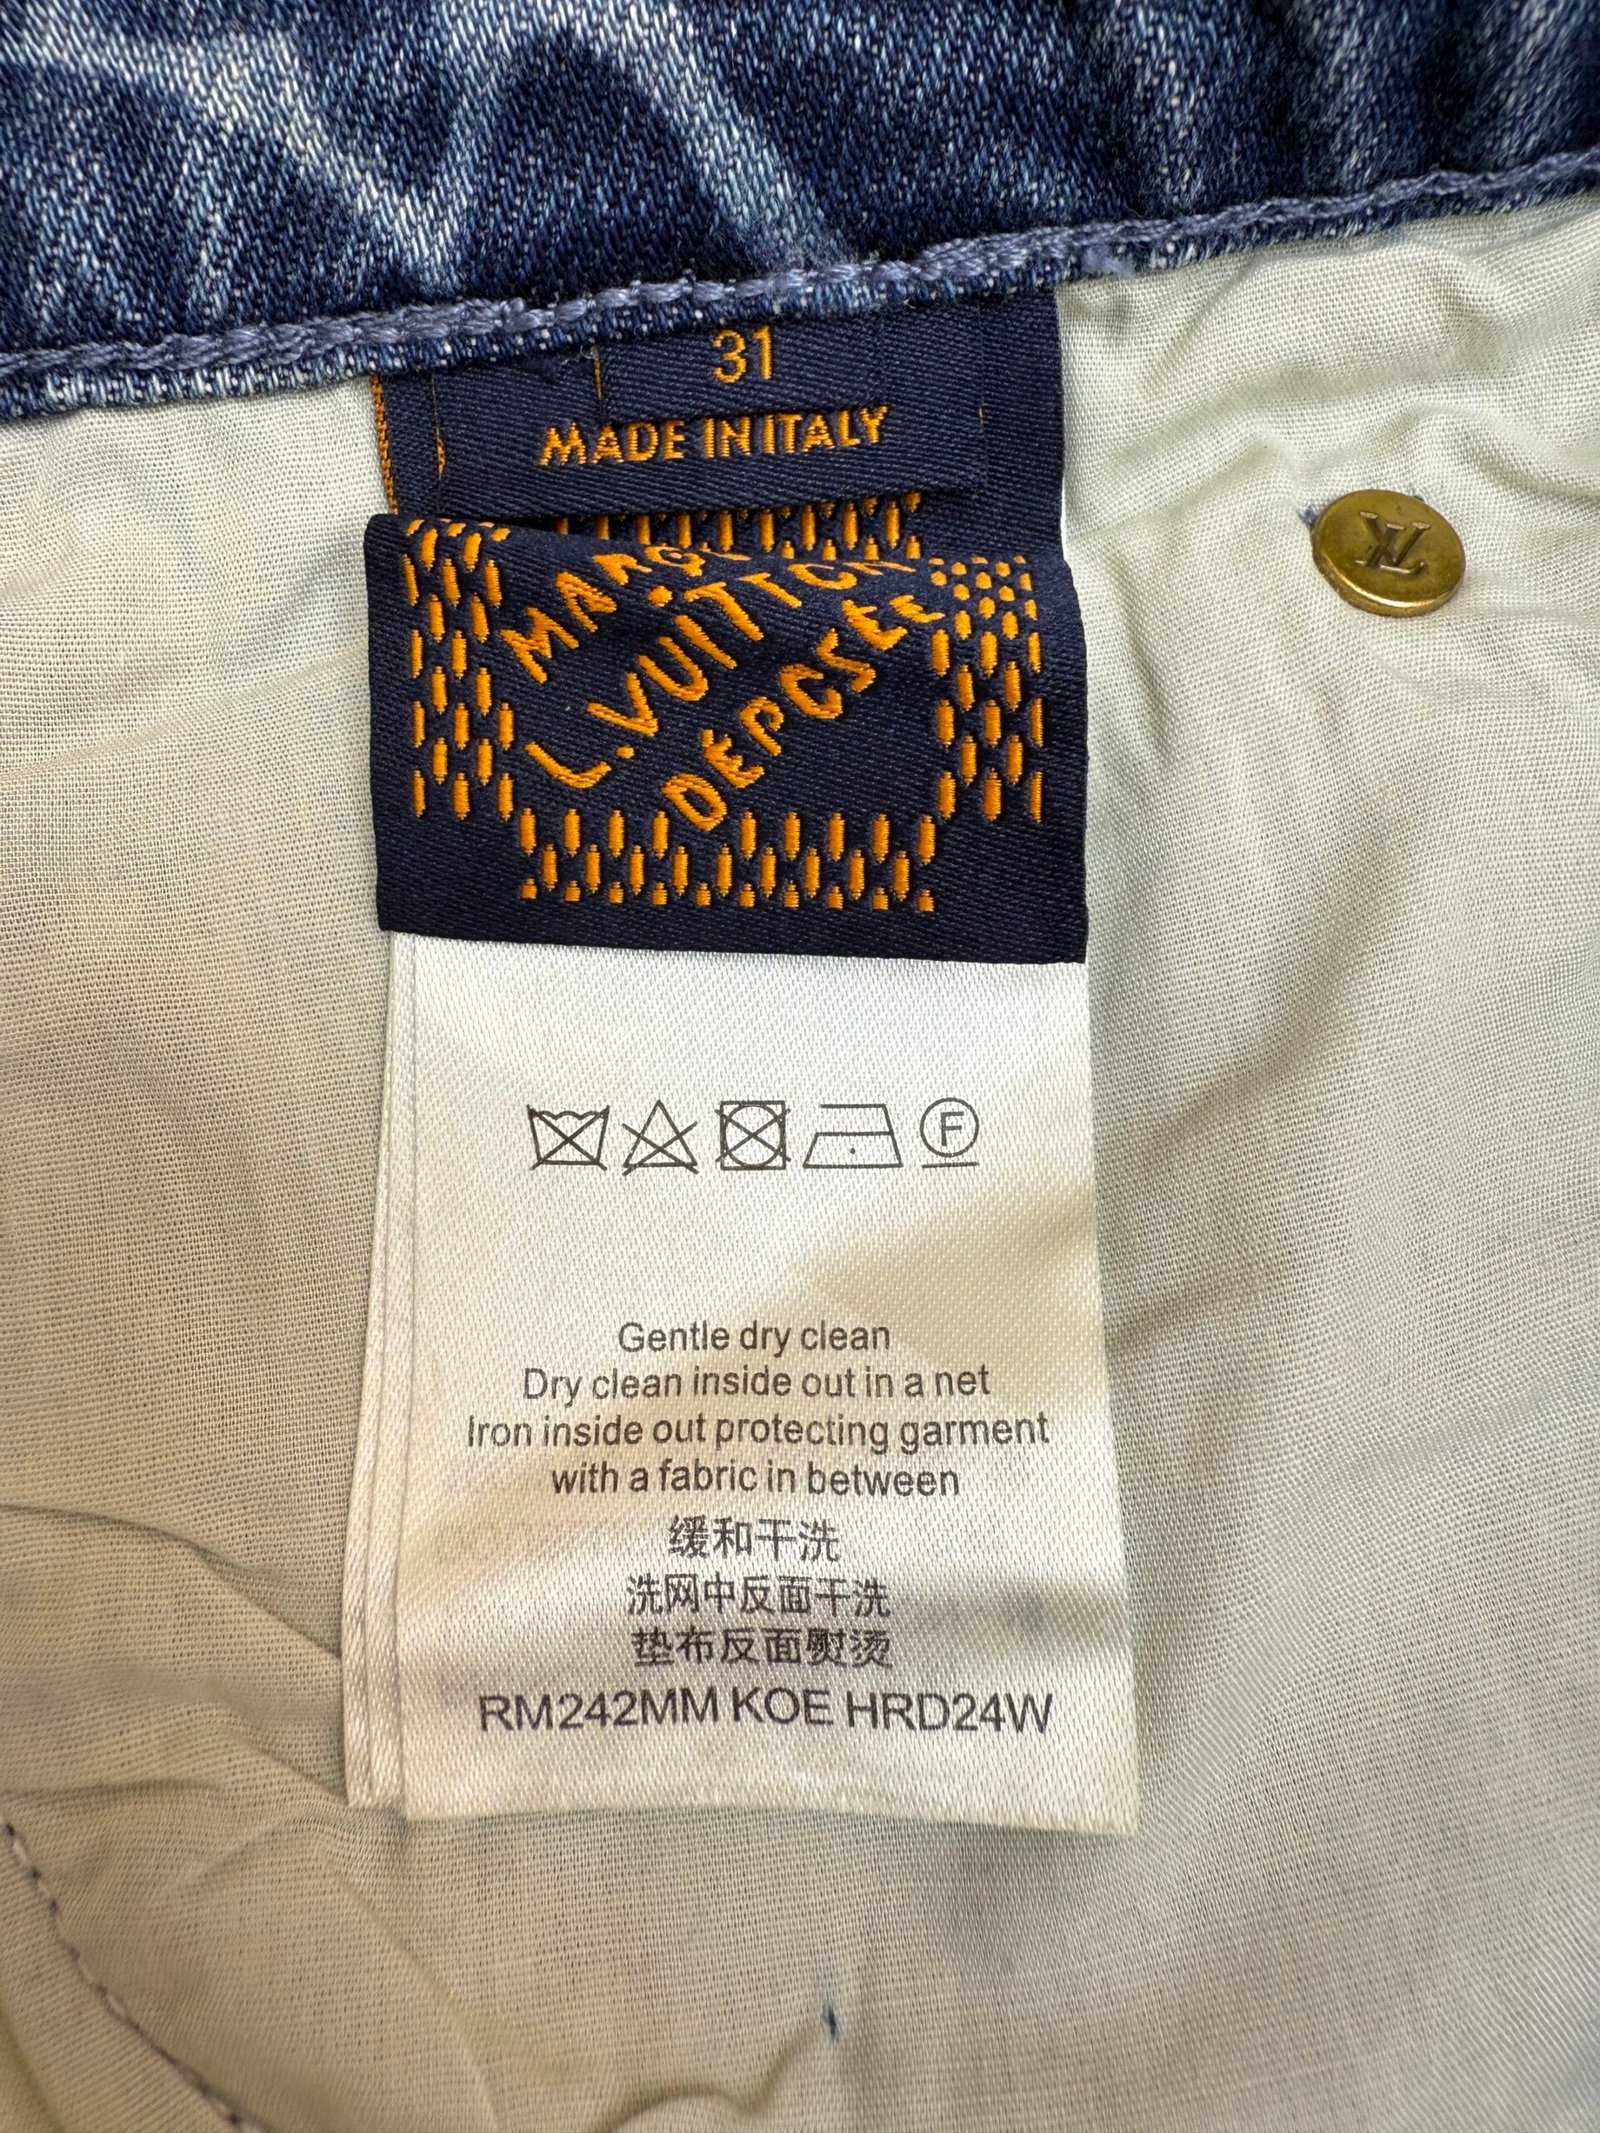 31
MADE IN ITALY
L.VUITTON
DÉPOSÉE
LV
F
Gentle dry clean
Dry clean inside out in a net
Iron inside out protecting garment
with a fabric in between
缓和干洗
洗网中反面干洗
垫布反面熨烫
RM242MM KOE HRD24W